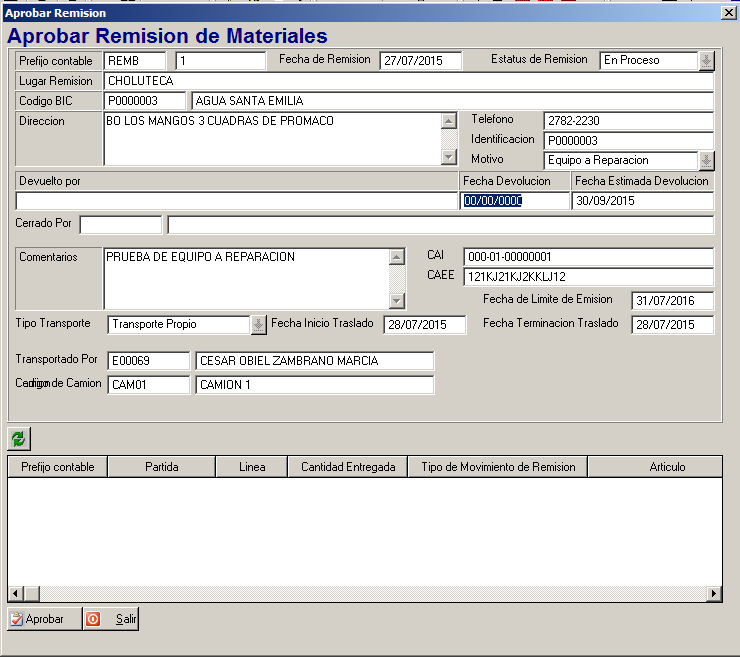 Aprobar Remision
Aprobar Remision de Materiales
Prefijo contable REMB 1 Fecha de Remision 27/07/2015 Estatus de Remision En Proceso
Lugar Remision CHOLUTECA
Codigo BIC P0000003 AGUA SANTA EMILIA
Direccion BO LOS MANGOS 3 CUADRAS DE PROMACO Telefono 2782-2230
Identificacion P0000003
Motivo Equipo a Reparacion
Devuelto por Fecha Devolucion Fecha Estimada Devolucion
00/00/0000 30/09/2015
Cerrado Por
Comentarios PRUEBA DE EQUIPO A REPARACION CAI 000-01-00000001
CAEE 121KJ21KJ2KKLJ12
Fecha de Limite de Emision 31/07/2016
Tipo Transporte Transporte Propio Fecha Inicio Traslado 28/07/2015 Fecha Terminacion Traslado 28/07/2015
Transportado Por E00069 CESAR OBIEL ZAMBRANO MARCIA
de Camion CAM01 CAMION 1
Prefijo contable Partida Linea Cantidad Entregada Tipo de Movimiento de Remision Articulo
Aprobar Salir